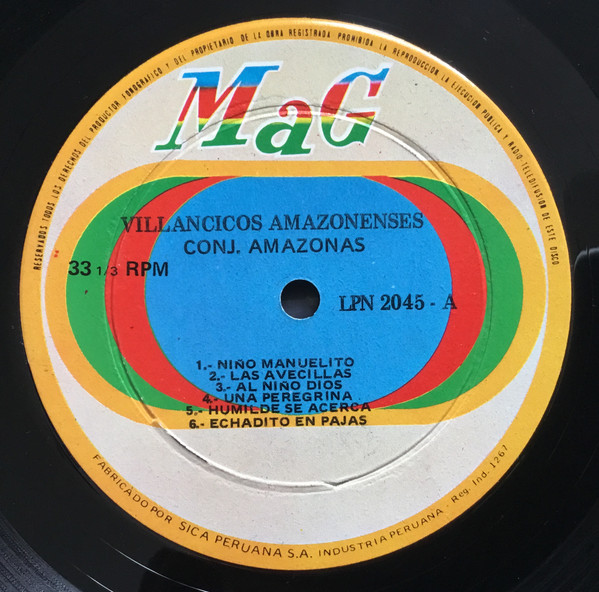 RESERVADOS TODOS LOS DERECHOS DEL PRODUCTOR FONOGRAFICO Y DEL PROPIETARIO DE LA OBRA REGISTRADA. PROHIBIDA LA REPRODUCCION, LA EJECUCION PUBLICA Y RADIO-TELEDIFUSION DE ESTE DISCO
MaG
VILLANCICOS AMAZONENSES
CONJ. AMAZONAS
33 1/3 RPM
LPN 2045 - A
1.- NIÑO MANUELITO
2.- LAS AVECILLAS
3.- AL NIÑO DIOS
4.- UNA PEREGRINA
5.- HUMILDE SE ACERCA
6.- ECHADITO EN PAJAS
FABRICADO POR SICA PERUANA S.A. INDUSTRIA PERUANA - Reg. Ind. 1267